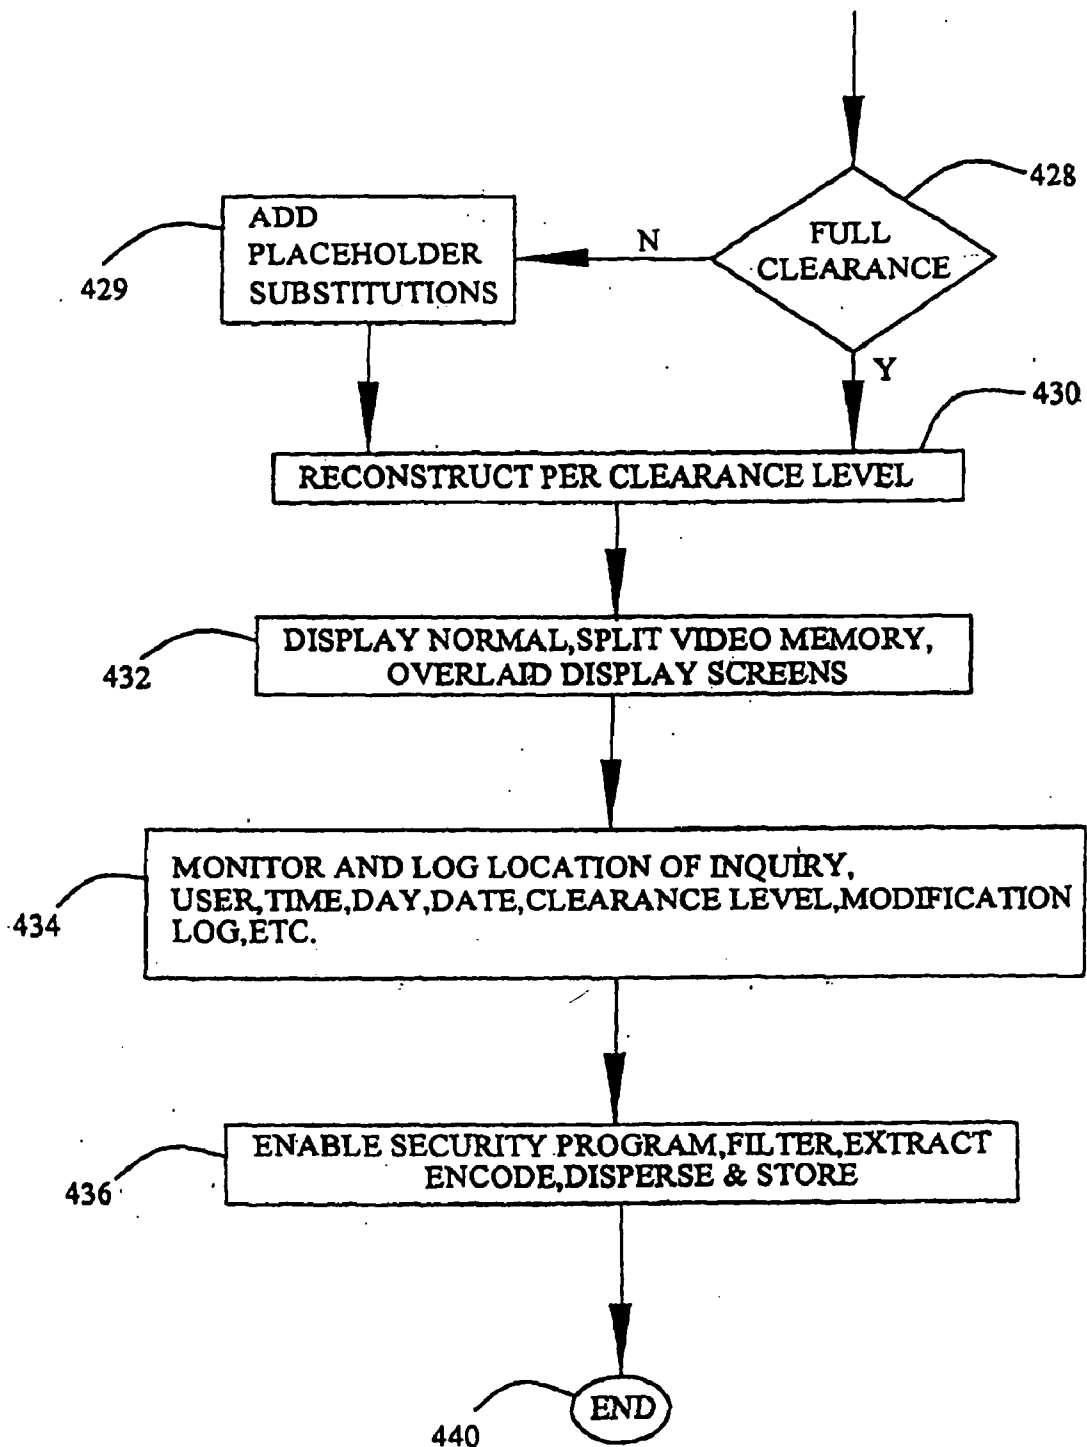 428
FULL
CLEARANCE
N
ADD
PLACEHOLDER
SUBSTITUTIONS
429
Y
430
RECONSTRUCT PER CLEARANCE LEVEL
DISPLAY NORMAL,SPLIT VIDEO MEMORY,
OVERLAID DISPLAY SCREENS
432
MONITOR AND LOG LOCATION OF INQUIRY,
USER,TIME,DAY,DATE,CLEARANCE LEVEL,MODIFICATION
LOG,ETC.
434
ENABLE SECURITY PROGRAM,FILTER,EXTRACT
ENCODE,DISPERSE & STORE
436
END
440